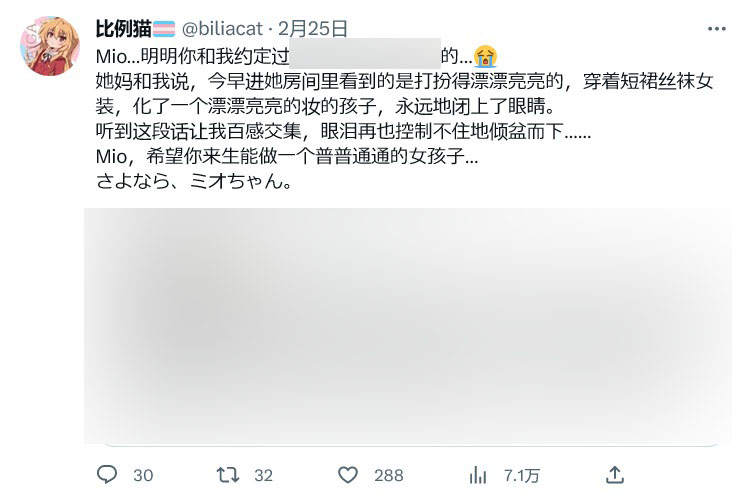 比例猫 @biliacat · 2月25日
Mio...明明你和我约定过 的...😭
她妈和我说，今早进她房间里看到的是打扮得漂漂亮亮的，穿着短裙丝袜女
装，化了一个漂漂亮亮的妆的孩子，永远地闭上了眼睛。
听到这段话让我百感交集，眼泪再也控制不住地倾盆而下......
Mio，希望你来生能做一个普普通通的女孩子...
さよなら、ミオちゃん。
30 32 288 7.1万